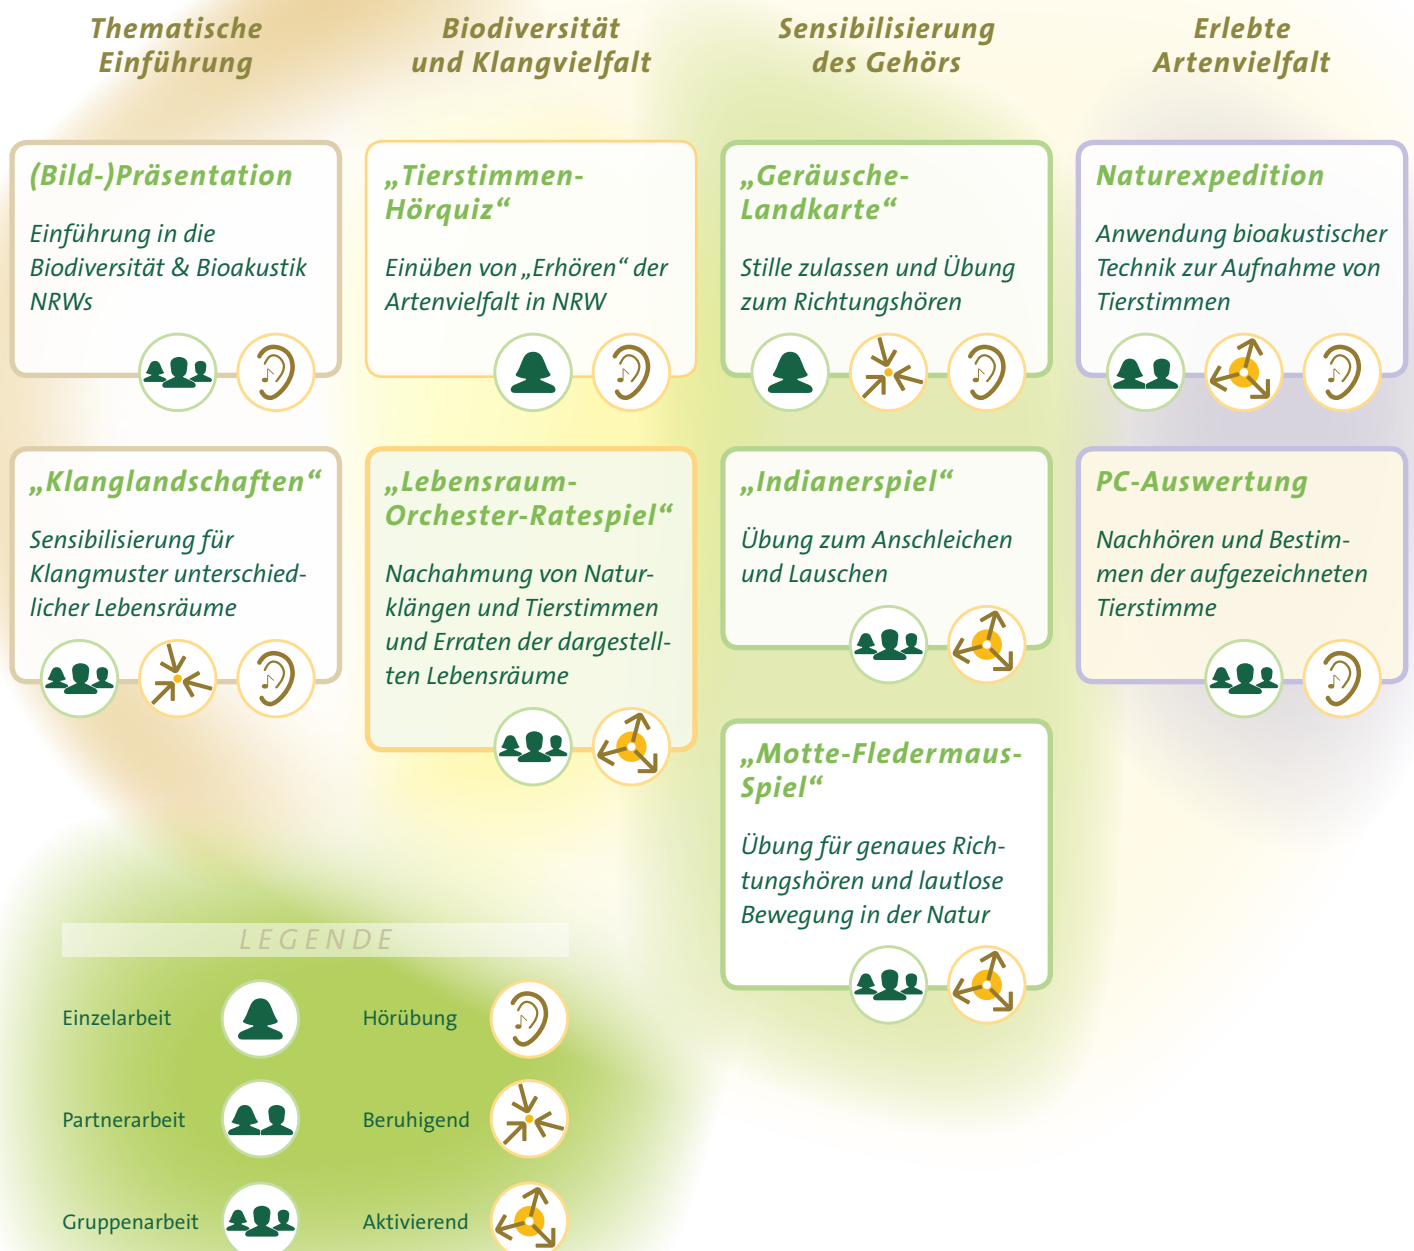 Thematische
Einführung
Biodiversität
und Klangvielfalt
Sensibilisierung
des Gehörs
Erlebte
Artenvielfalt
(Bild-)Präsentation
Einführung in die
Biodiversität & Bioakustik
NRWs
„Klanglandschaften“
Sensibilisierung für
Klangmuster unterschied-
licher Lebensräume
„Tierstimmen-
Hörquiz“
Einüben von „Erhören“ der
Artenvielfalt in NRW
„Lebensraum-
Orchester-Ratespiel“
Nachahmung von Natur-
klängen und Tierstimmen
und Erraten der dargestell-
ten Lebensräume
„Geräusche-
Landkarte“
Stille zulassen und Übung
zum Richtungshören
„Indianerspiel“
Übung zum Anschleichen
und Lauschen
„Motte-Fledermaus-
Spiel“
Übung für genaues Rich-
tungshören und lautlose
Bewegung in der Natur
Naturexpedition
Anwendung bioakustischer
Technik zur Aufnahme von
Tierstimmen
PC-Auswertung
Nachhören und Bestim-
men der aufgezeichneten
Tierstimme
LEGENDE
Einzelarbeit
Hörübung
Partnerarbeit
Beruhigend
Gruppenarbeit
Aktivierend